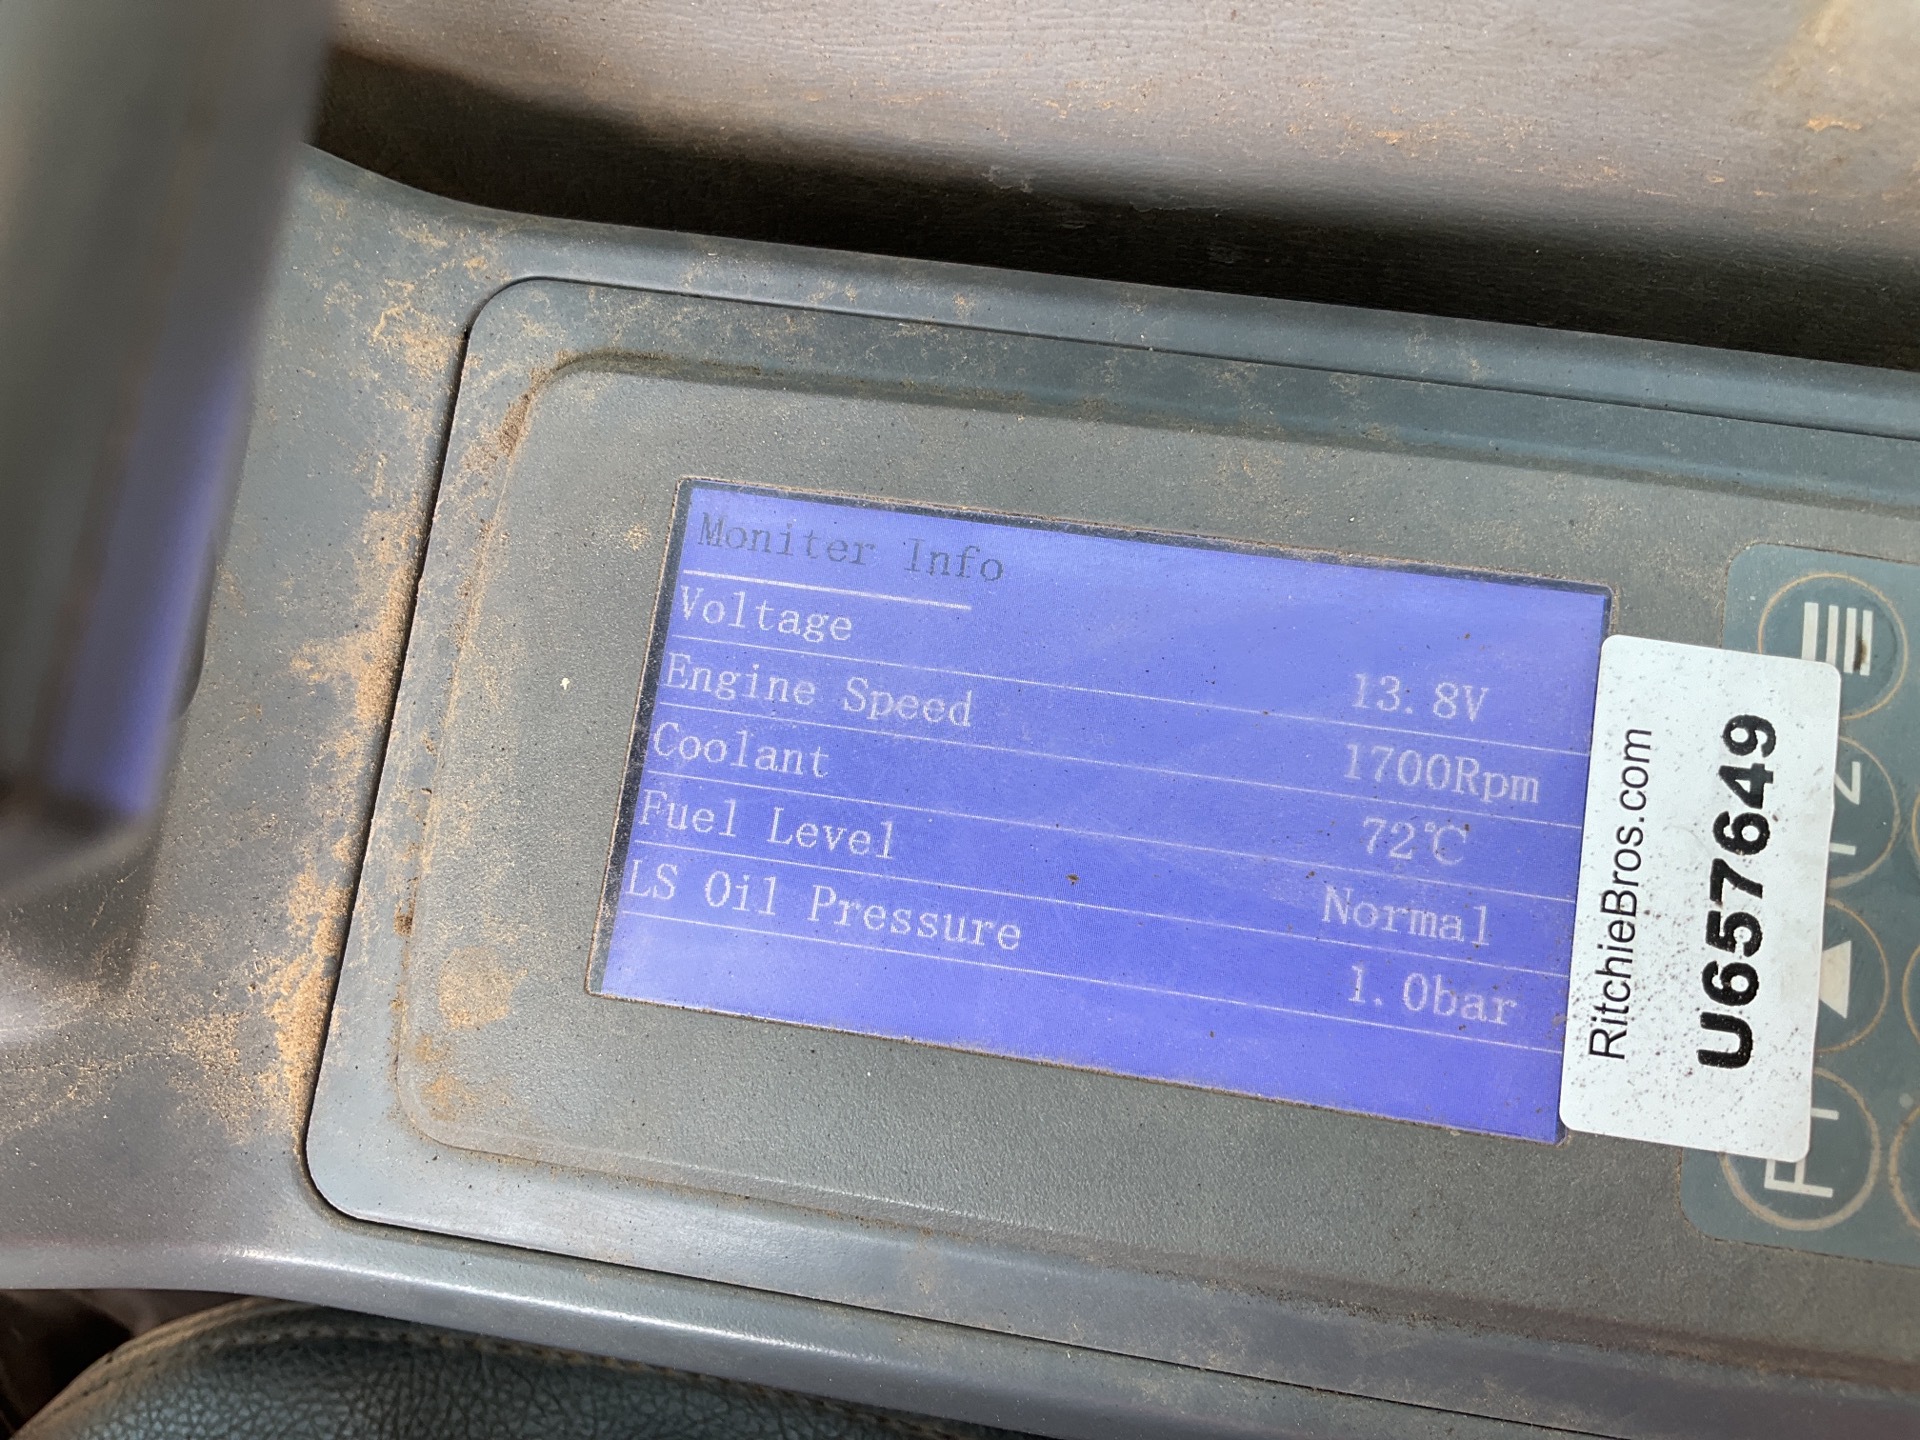 Moniter Info
Voltage 13.8V
Engine Speed 1700Rpm
Coolant 72℃
Fuel Level Normal
LS Oil Pressure 1.0bar
RitchieBros.com
U657649
F1